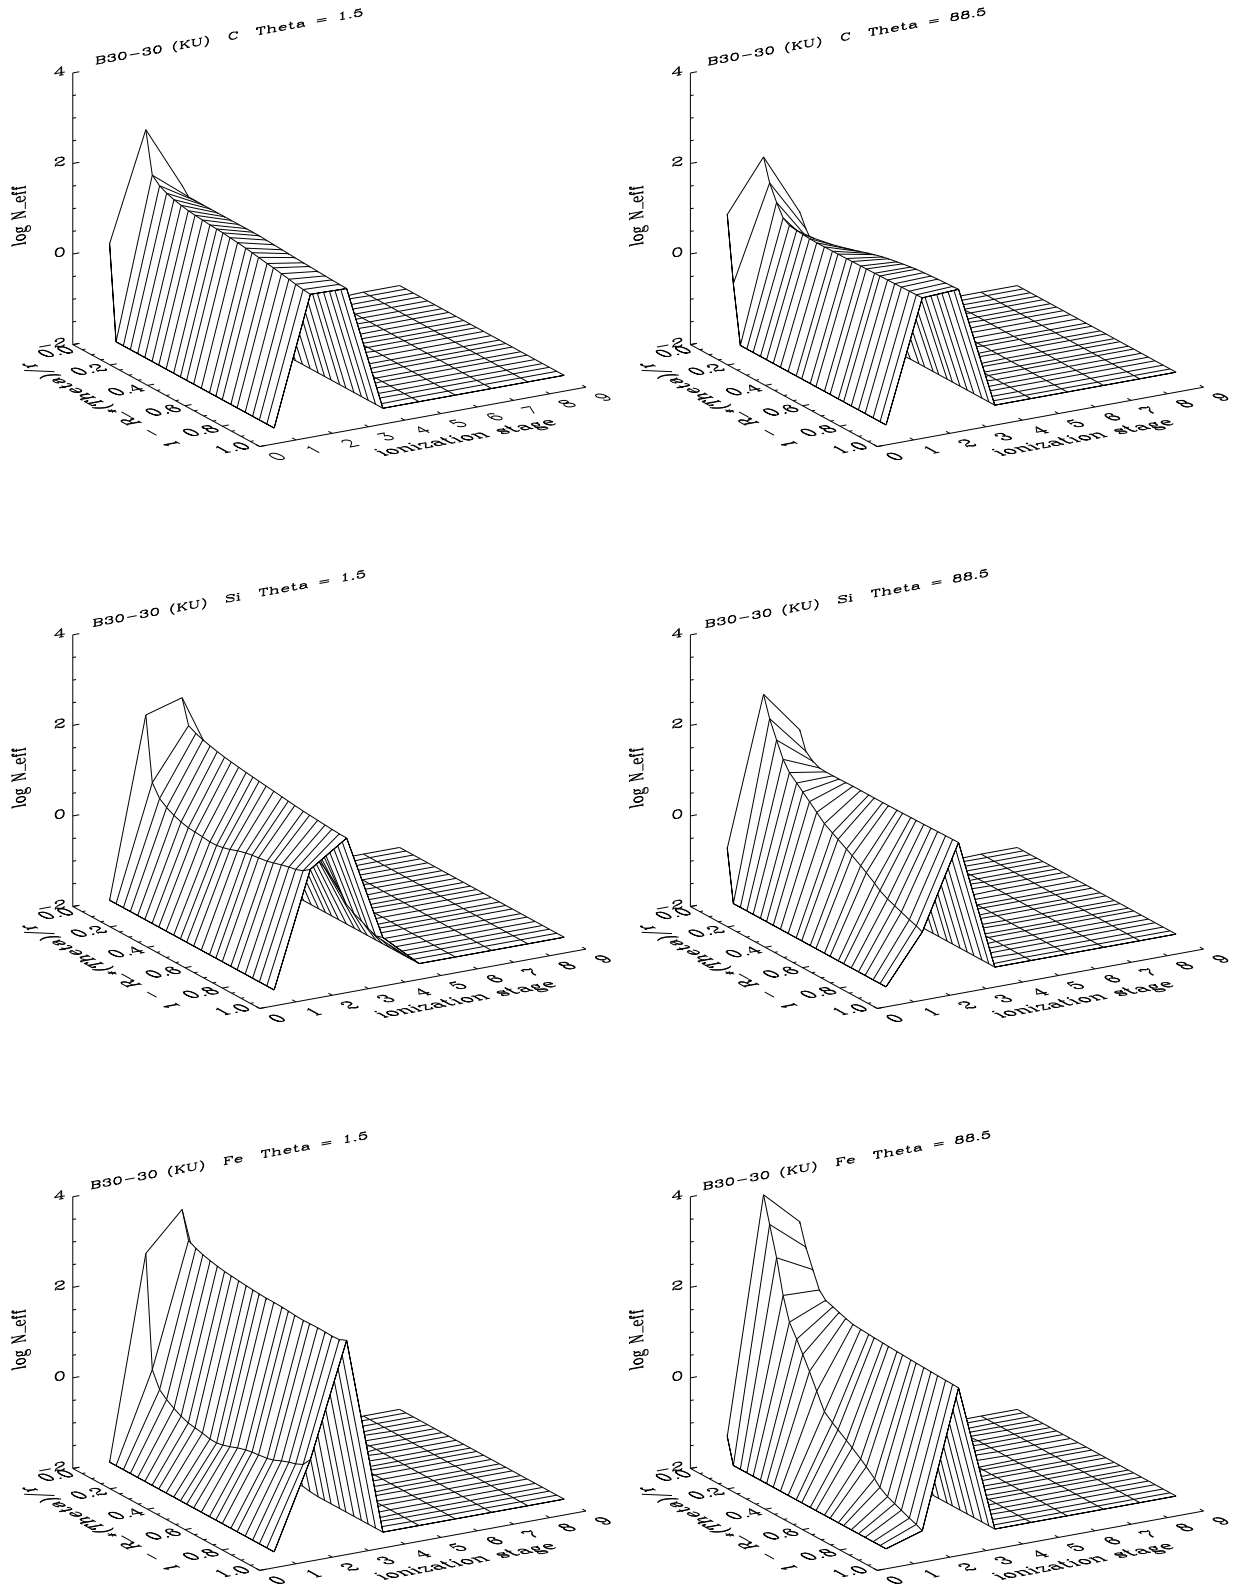 B30-30 (KU) C Theta = 1.5
4
2
0
-2
log N_eff
0.0
0.2
0.4
0.6
0.8
1.0
1 - R*(Theta)/r
0 1 2 3 4 5 6 7 8 9
ionization stage
B30-30 (KU) C Theta = 88.5
4
2
0
-2
log N_eff
0.0
0.2
0.4
0.6
0.8
1.0
1 - R*(Theta)/r
0 1 2 3 4 5 6 7 8 9
ionization stage
B30-30 (KU) Si Theta = 1.5
4
2
0
-2
log N_eff
0.0
0.2
0.4
0.6
0.8
1.0
1 - R*(Theta)/r
0 1 2 3 4 5 6 7 8 9
ionization stage
B30-30 (KU) Si Theta = 88.5
4
2
0
-2
log N_eff
0.0
0.2
0.4
0.6
0.8
1.0
1 - R*(Theta)/r
0 1 2 3 4 5 6 7 8 9
ionization stage
B30-30 (KU) Fe Theta = 1.5
4
2
0
-2
log N_eff
0.0
0.2
0.4
0.6
0.8
1.0
1 - R*(Theta)/r
0 1 2 3 4 5 6 7 8 9
ionization stage
B30-30 (KU) Fe Theta = 88.5
4
2
0
-2
log N_eff
0.0
0.2
0.4
0.6
0.8
1.0
1 - R*(Theta)/r
0 1 2 3 4 5 6 7 8 9
ionization stage